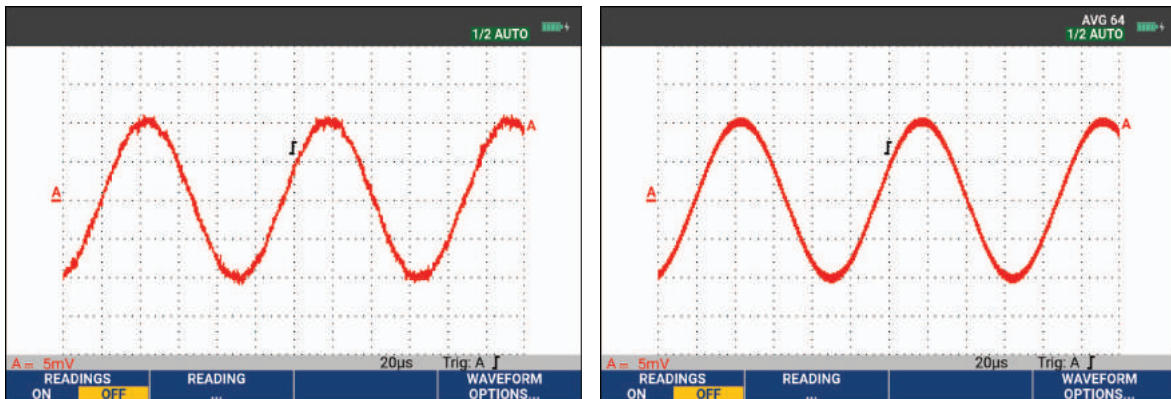 1/2 AUTO
A
A
A 5mV 20µs Trig: A
READINGS READING WAVEFORM
ON OFF ... OPTIONS...
AVG 64
1/2 AUTO
A
A
A 5mV 20µs Trig: A
READINGS READING WAVEFORM
ON OFF ... OPTIONS...